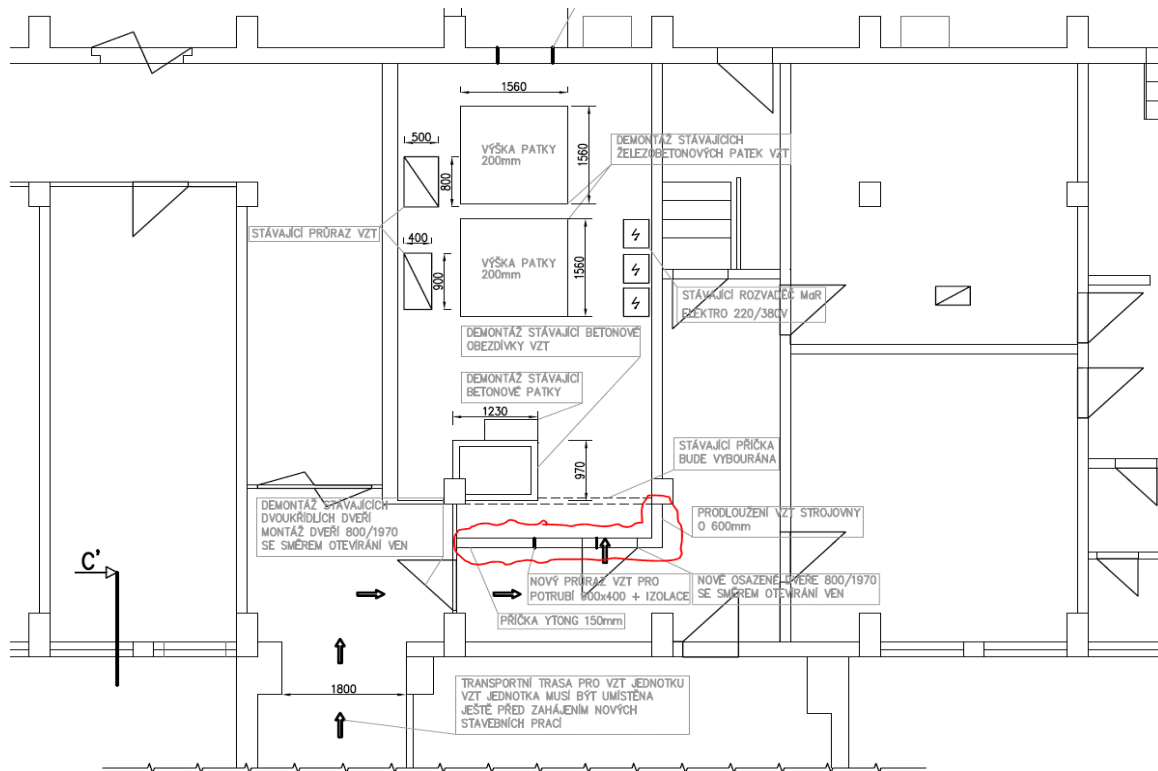 1560
500
VÝŠKA PATKY
200mm
1560
800
DEMONTÁŽ STÁVAJÍCÍCH
ŽELEZOBETONOVÝCH PATEK VZT
STÁVAJÍCÍ PRŮRAZ VZT
400
900
VÝŠKA PATKY
200mm
1560
STÁVAJÍCÍ ROZVADĚČ MaR
ELEKTRO 220/380V
DEMONTÁŽ STÁVAJÍCÍ BETONOVÉ
OBEZDÍVKY VZT
DEMONTÁŽ STÁVAJÍCÍ
BETONOVÉ PATKY
1230
970
STÁVAJÍCÍ PŘÍČKA
BUDE VYBOURÁNA
DEMONTÁŽ STÁVAJÍCÍCH
DVOUKŘÍDLÍCH DVEŘÍ
MONTÁŽ DVEŘÍ 800/1970
SE SMĚREM OTEVÍRÁNÍ VEN
PRODLOUŽENÍ VZT STROJOVNY
O 600mm
C'
NOVÝ PRŮRAZ VZT PRO
POTRUBÍ 900x400 + IZOLACE
NOVĚ OSAZENÉ DVEŘE 800/1970
SE SMĚREM OTEVÍRÁNÍ VEN
PŘÍČKA YTONG 150mm
1800
TRANSPORTNÍ TRASA PRO VZT JEDNOTKU
VZT JEDNOTKA MUSÍ BÝT UMÍSTĚNA
JEŠTĚ PŘED ZAHÁJENÍM NOVÝCH
STAVEBNÍCH PRACÍ